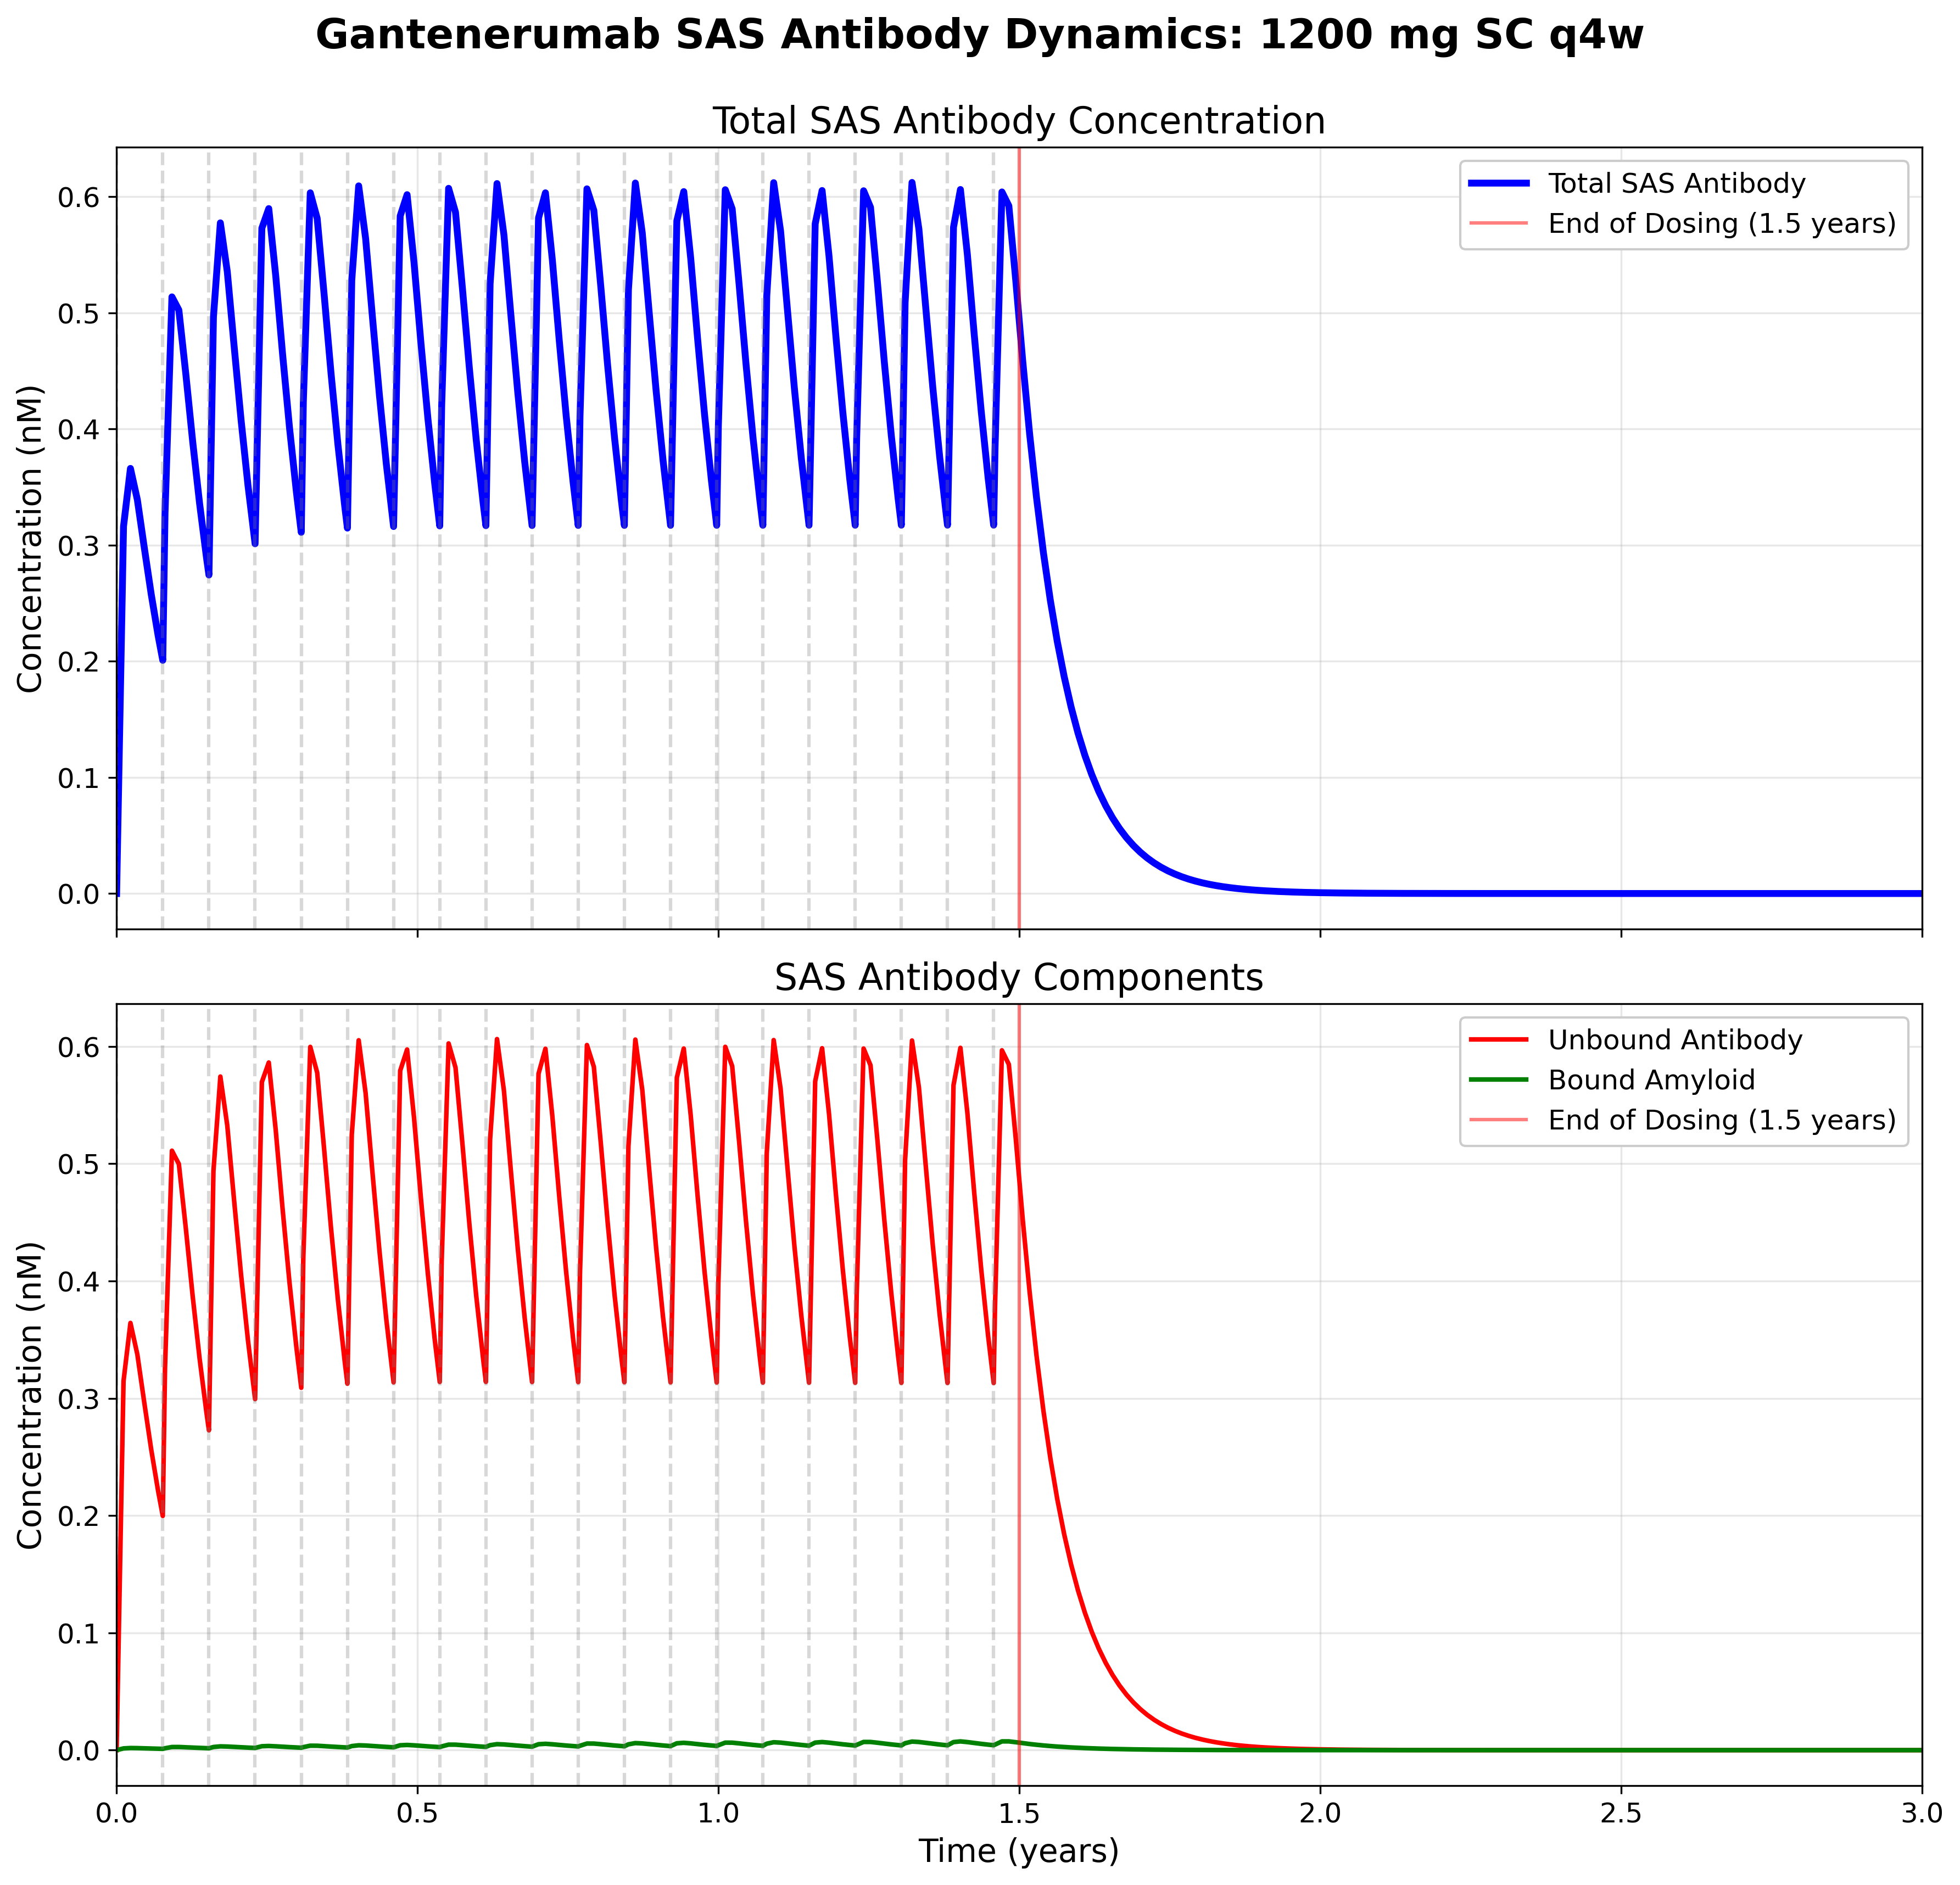 Gantenerumab SAS Antibody Dynamics: 1200 mg SC q4w
Total SAS Antibody Concentration
Total SAS Antibody
End of Dosing (1.5 years)
Concentration (nM)
0.6
0.5
0.4
0.3
0.2
0.1
0.0
SAS Antibody Components
Unbound Antibody
Bound Amyloid
End of Dosing (1.5 years)
Concentration (nM)
0.6
0.5
0.4
0.3
0.2
0.1
0.0
0.0 0.5 1.0 1.5 2.0 2.5 3.0
Time (years)